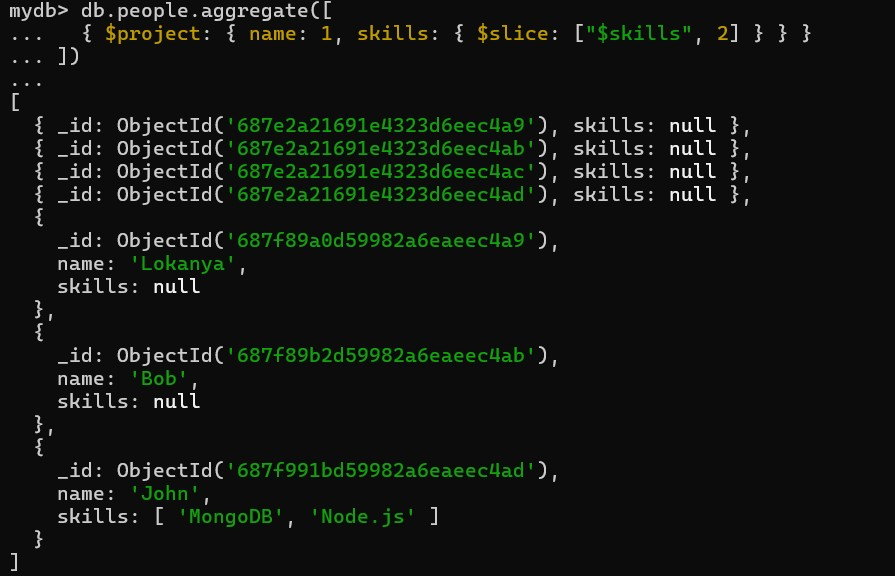 mydb> db.people.aggregate([
...   { $project: { name: 1, skills: { $slice: ["$skills", 2] } } }
... ])
...
[
  { _id: ObjectId('687e2a21691e4323d6eec4a9'), skills: null },
  { _id: ObjectId('687e2a21691e4323d6eec4ab'), skills: null },
  { _id: ObjectId('687e2a21691e4323d6eec4ac'), skills: null },
  { _id: ObjectId('687e2a21691e4323d6eec4ad'), skills: null },
  {
    _id: ObjectId('687f89a0d59982a6eaeec4a9'),
    name: 'Lokanya',
    skills: null
  },
  {
    _id: ObjectId('687f89b2d59982a6eaeec4ab'),
    name: 'Bob',
    skills: null
  },
  {
    _id: ObjectId('687f991bd59982a6eaeec4ad'),
    name: 'John',
    skills: [ 'MongoDB', 'Node.js' ]
  }
]